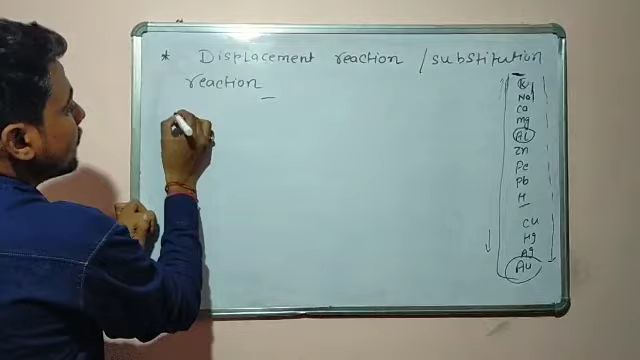 * Displacement reaction / substitution
reaction
K
Na
Ca
Mg
Al
Zn
Fe
Pb
H
Cu
Hg
Ag
Au